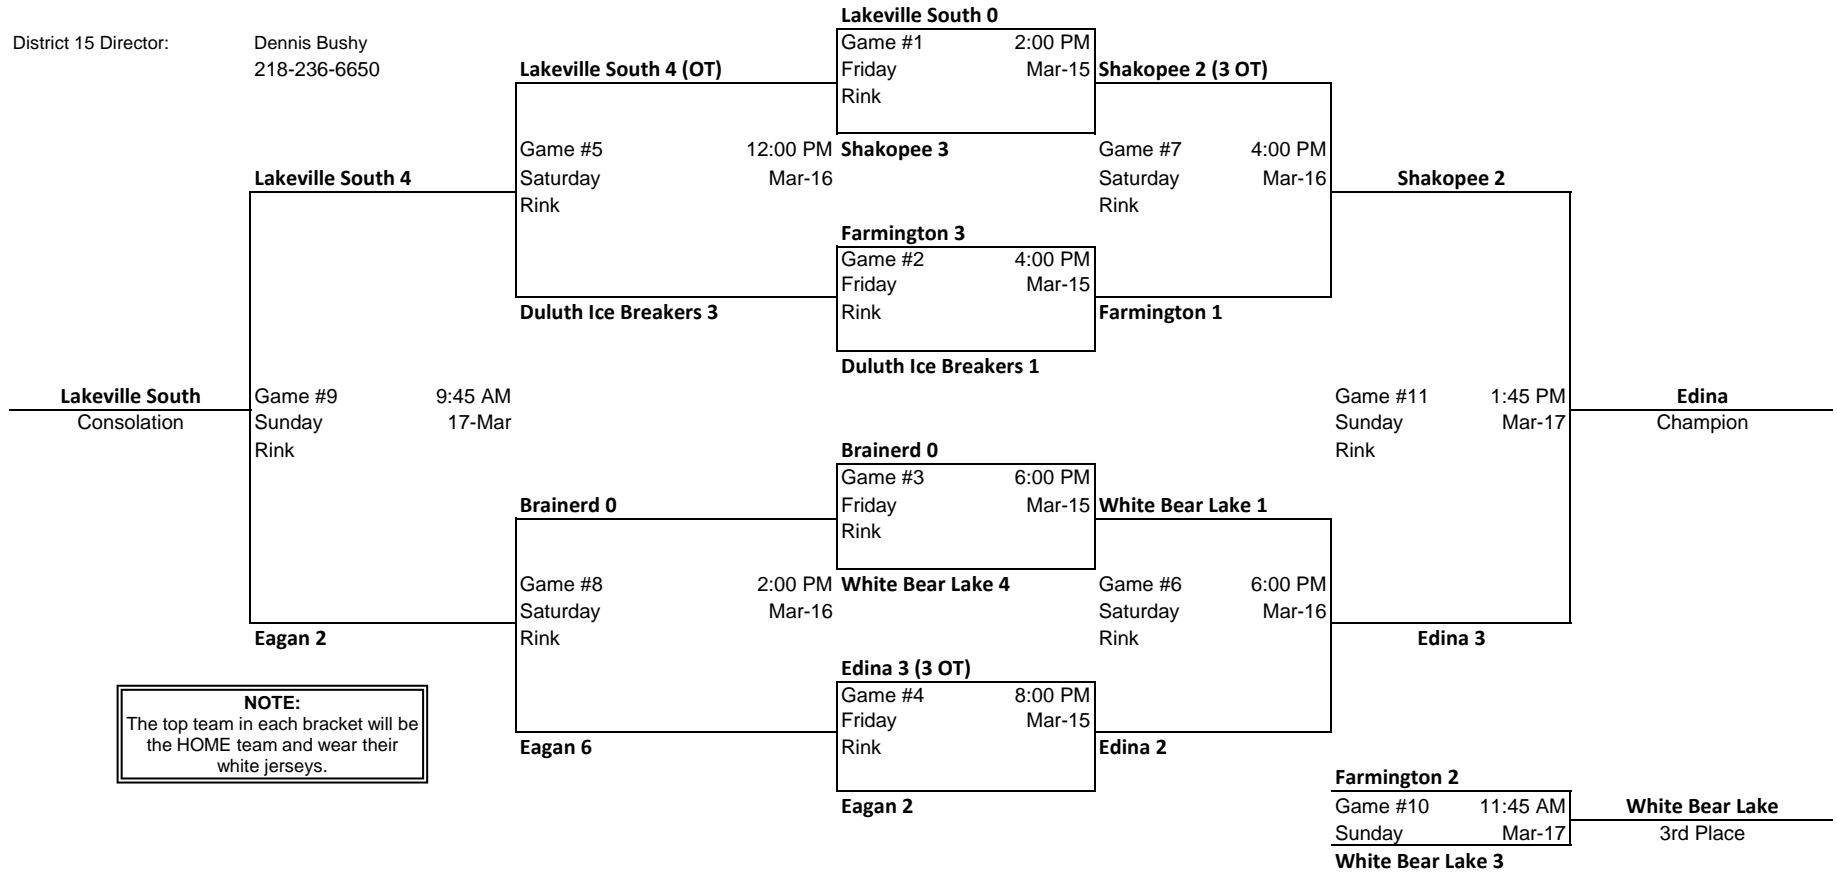 Lakeville South 0
District 15 Director: Dennis Bushy Game #1 2:00 PM
218-236-6650 Lakeville South 4 (OT) Friday Mar-15 Shakopee 2 (3 OT)
Rink
Game #5 12:00 PM Shakopee 3 Game #7 4:00 PM
Lakeville South 4 Saturday Mar-16 Saturday Mar-16 Shakopee 2
Rink Rink
Farmington 3
Game #2 4:00 PM
Friday Mar-15
Duluth Ice Breakers 3 Rink Farmington 1
Duluth Ice Breakers 1
Lakeville South Game #9 9:45 AM Game #11 1:45 PM Edina
Consolation Sunday 17-Mar Sunday Mar-17 Champion
Rink Brainerd 0 Rink
Game #3 6:00 PM
Brainerd 0 Friday Mar-15 White Bear Lake 1
Rink
Game #8 2:00 PM White Bear Lake 4 Game #6 6:00 PM
Saturday Mar-16 Saturday Mar-16
Eagan 2 Rink Rink Edina 3
Edina 3 (3 OT)
Game #4 8:00 PM
Friday Mar-15
Eagan 6 Rink Edina 2
NOTE:
The top team in each bracket will be
the HOME team and wear their
white jerseys.
Eagan 2
Farmington 2
Game #10 11:45 AM White Bear Lake
Sunday Mar-17 3rd Place
White Bear Lake 3